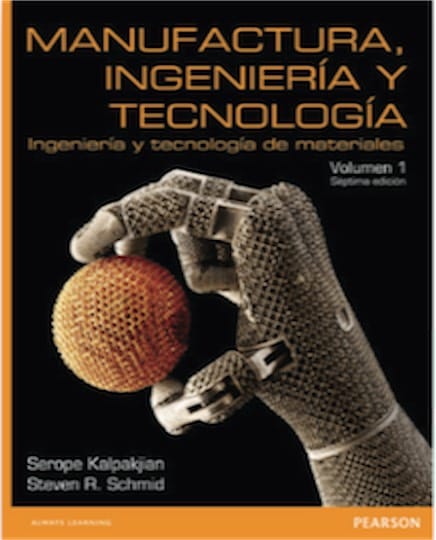 MANUFACTURA,
INGENIERÍA Y
TECNOLOGÍA
Ingeniería y tecnología de materiales
Volumen 1
Séptima edición
Serope Kalpakjian
Steven R. Schmid
ALWAYS LEARNING
PEARSON